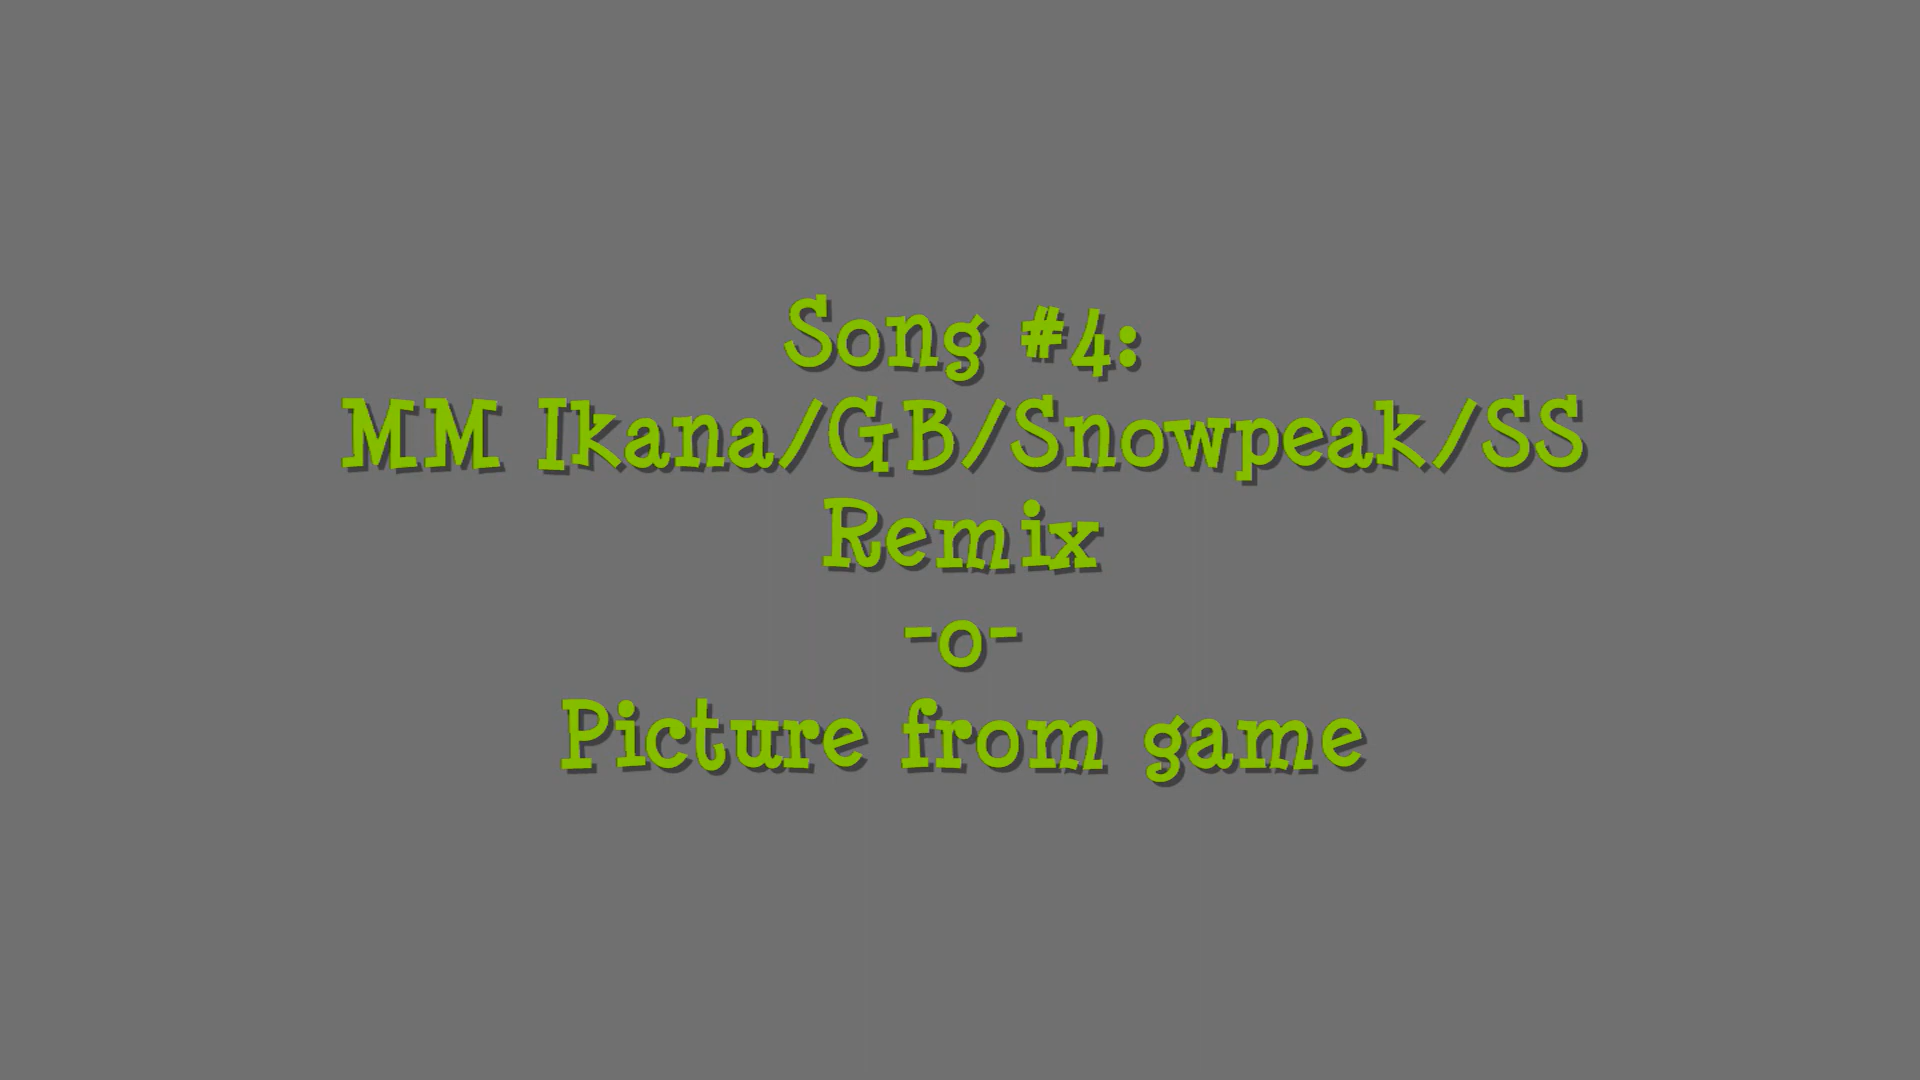 Song #4:
MM Ikana/GB/Snowpeak/SS
Remix
-o-
Picture from game